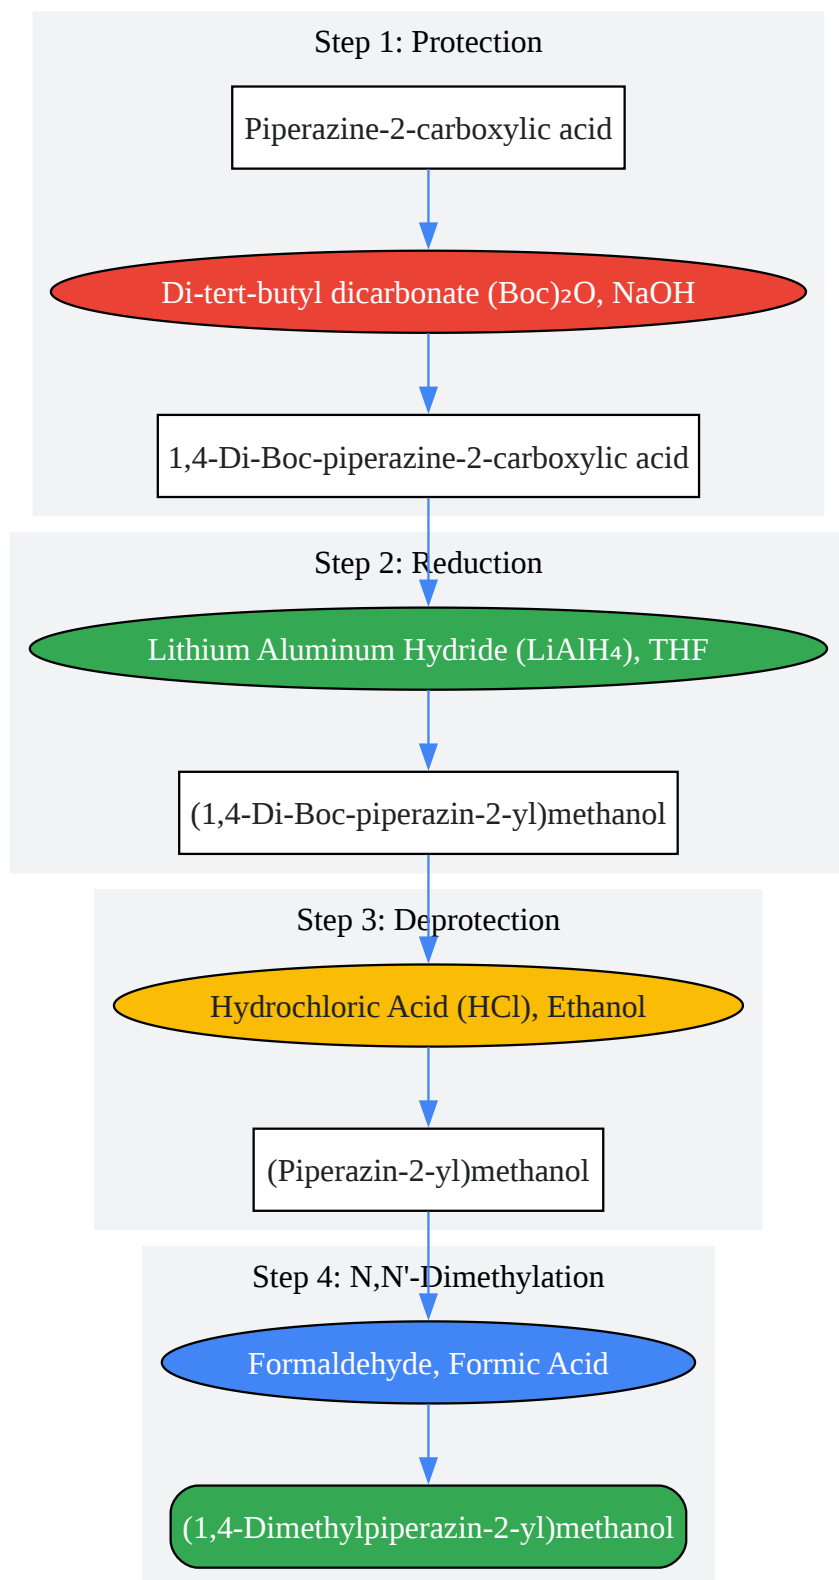 Step 1: Protection
Piperazine-2-carboxylic acid
Di-tert-butyl dicarbonate (Boc)₂O, NaOH
1,4-Di-Boc-piperazine-2-carboxylic acid
Step 2: Reduction
Lithium Aluminum Hydride (LiAlH₄), THF
(1,4-Di-Boc-piperazin-2-yl)methanol
Step 3: Deprotection
Hydrochloric Acid (HCl), Ethanol
(Piperazin-2-yl)methanol
Step 4: N,N'-Dimethylation
Formaldehyde, Formic Acid
(1,4-Dimethylpiperazin-2-yl)methanol